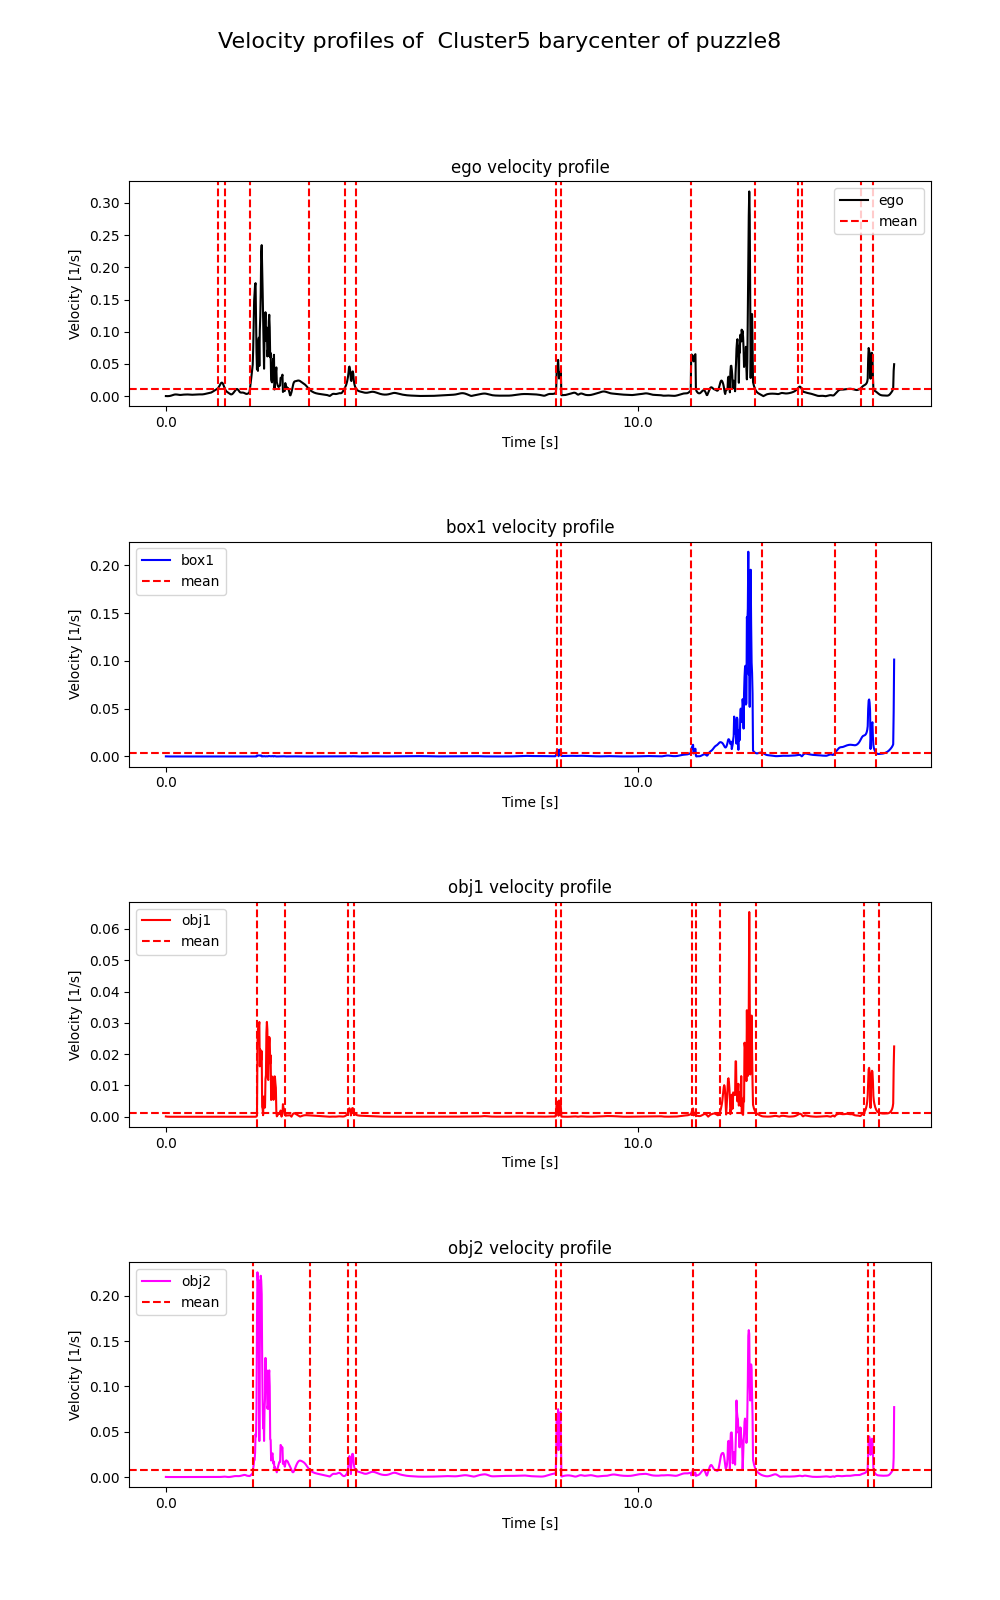 Velocity profiles of  Cluster5 barycenter of puzzle8
ego velocity profile
ego
mean
Velocity [1/s]
0.30
0.25
0.20
0.15
0.10
0.05
0.00
0.0
10.0
Time [s]
box1 velocity profile
box1
mean
Velocity [1/s]
0.20
0.15
0.10
0.05
0.00
0.0
10.0
Time [s]
obj1 velocity profile
obj1
mean
Velocity [1/s]
0.06
0.05
0.04
0.03
0.02
0.01
0.00
0.0
10.0
Time [s]
obj2 velocity profile
obj2
mean
Velocity [1/s]
0.20
0.15
0.10
0.05
0.00
0.0
10.0
Time [s]